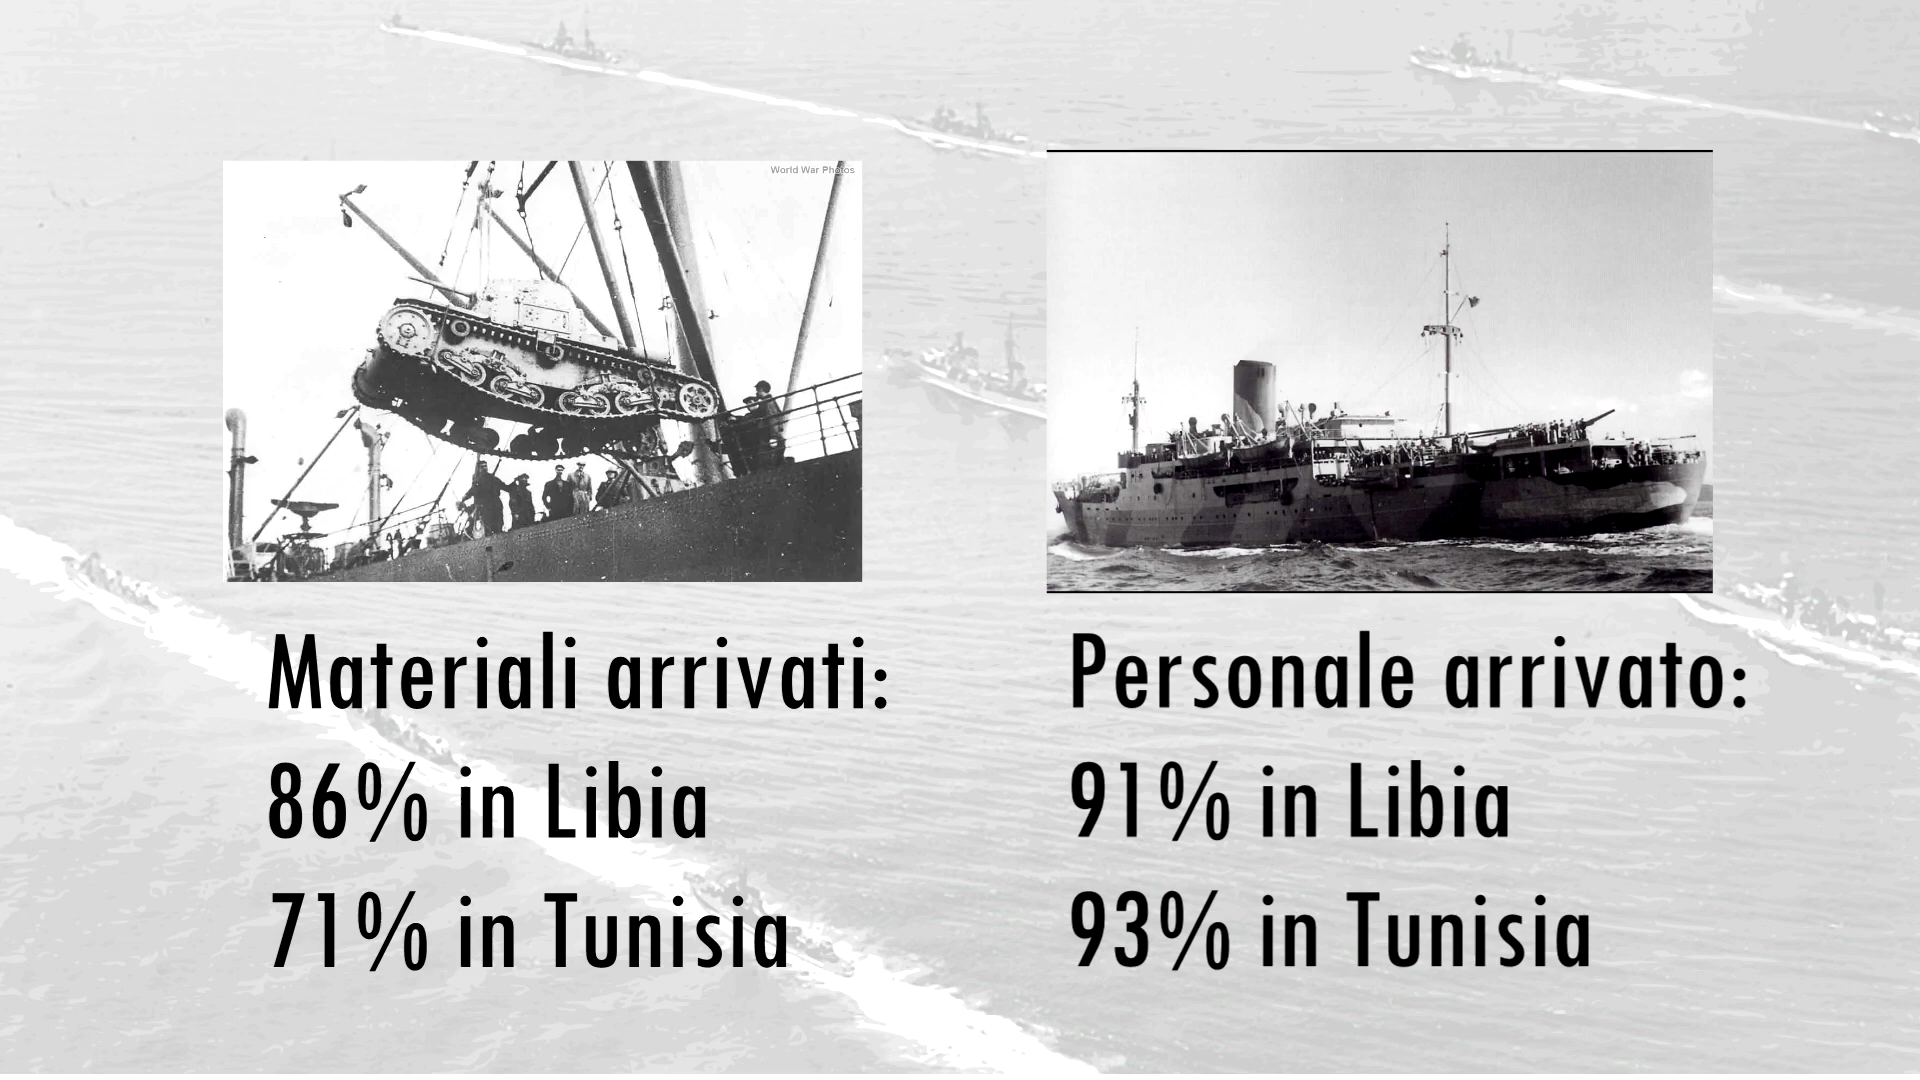 World War Photos
Materiali arrivati:
86% in Libia
71% in Tunisia
Personale arrivato:
91% in Libia
93% in Tunisia